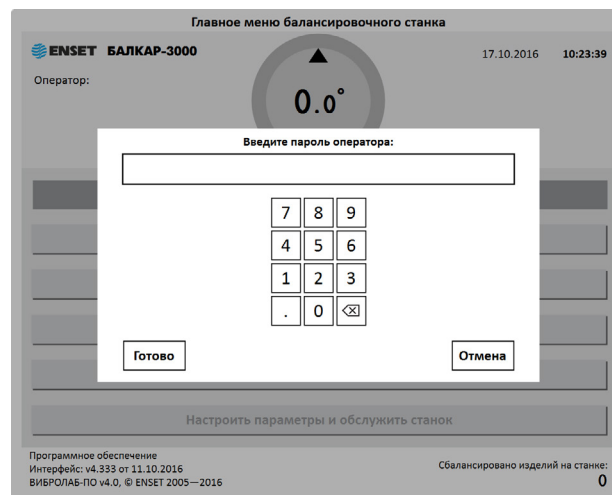 Главное меню балансировочного станка
ENSET БАЛКАР-3000
17.10.2016 10:23:39
Оператор:
0.0°
Введите пароль оператора:
7 8 9
4 5 6
1 2 3
. 0
Готово Отмена
Настроить параметры и обслужить станок
Программное обеспечение
Интерфейс: v4.333 от 11.10.2016
ВИБРОЛАБ-ПО v4.0, © ENSET 2005—2016
Сбалансировано изделий на станке:
0